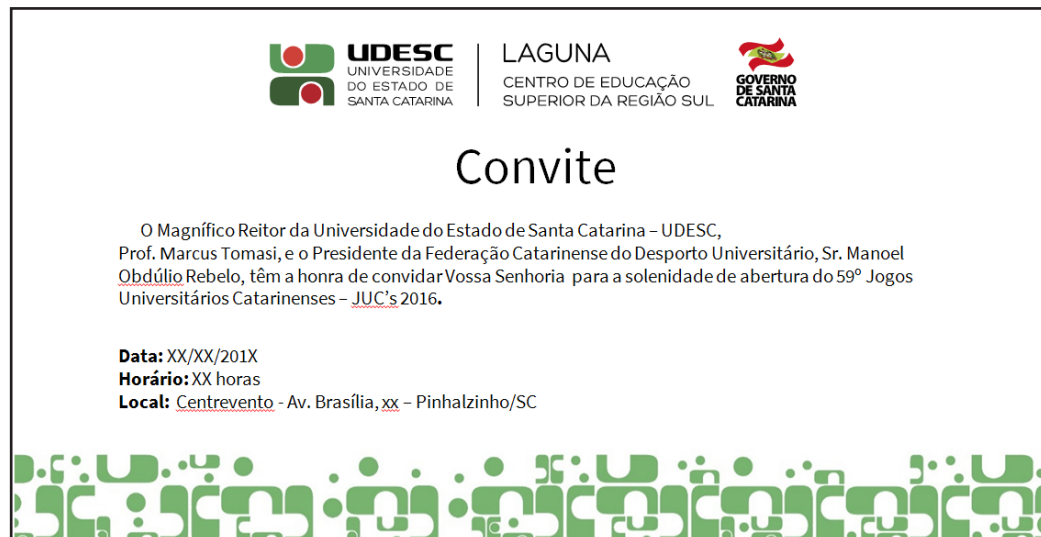 UDESC
UNIVERSIDADE
DO ESTADO DE
SANTA CATARINA
LAGUNA
CENTRO DE EDUCAÇÃO
SUPERIOR DA REGIÃO SUL
GOVERNO
DE SANTA
CATARINA
Convite
O Magnífico Reitor da Universidade do Estado de Santa Catarina – UDESC,
Prof. Marcus Tomasi, e o Presidente da Federação Catarinense do Desporto Universitário, Sr. Manoel
Obdúlio Rebelo, têm a honra de convidar Vossa Senhoria para a solenidade de abertura do 59º Jogos
Universitários Catarinenses – JUC’s 2016.
Data: XX/XX/201X
Horário: XX horas
Local: Centrevento - Av. Brasília, xx – Pinhalzinho/SC